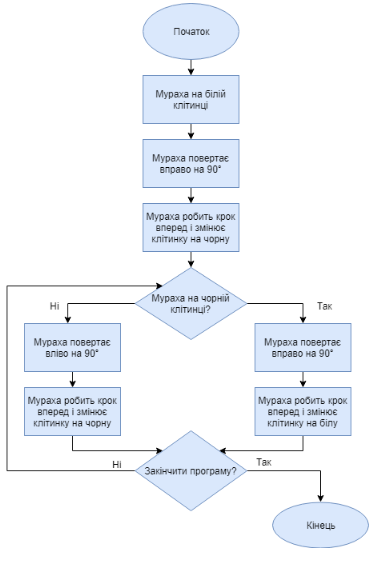 Початок
Мураха на білій
клітинці
Мураха повертає
вправо на 90°
Мураха робить крок
вперед і змінює
клітинку на чорну
Мураха на чорній
клітинці?
Ні
Так
Мураха повертає
вліво на 90°
Мураха повертає
вправо на 90°
Мураха робить крок
вперед і змінює
клітинку на чорну
Мураха робить крок
вперед і змінює
клітинку на білу
Закінчити програму?
Ні
Так
Кінець